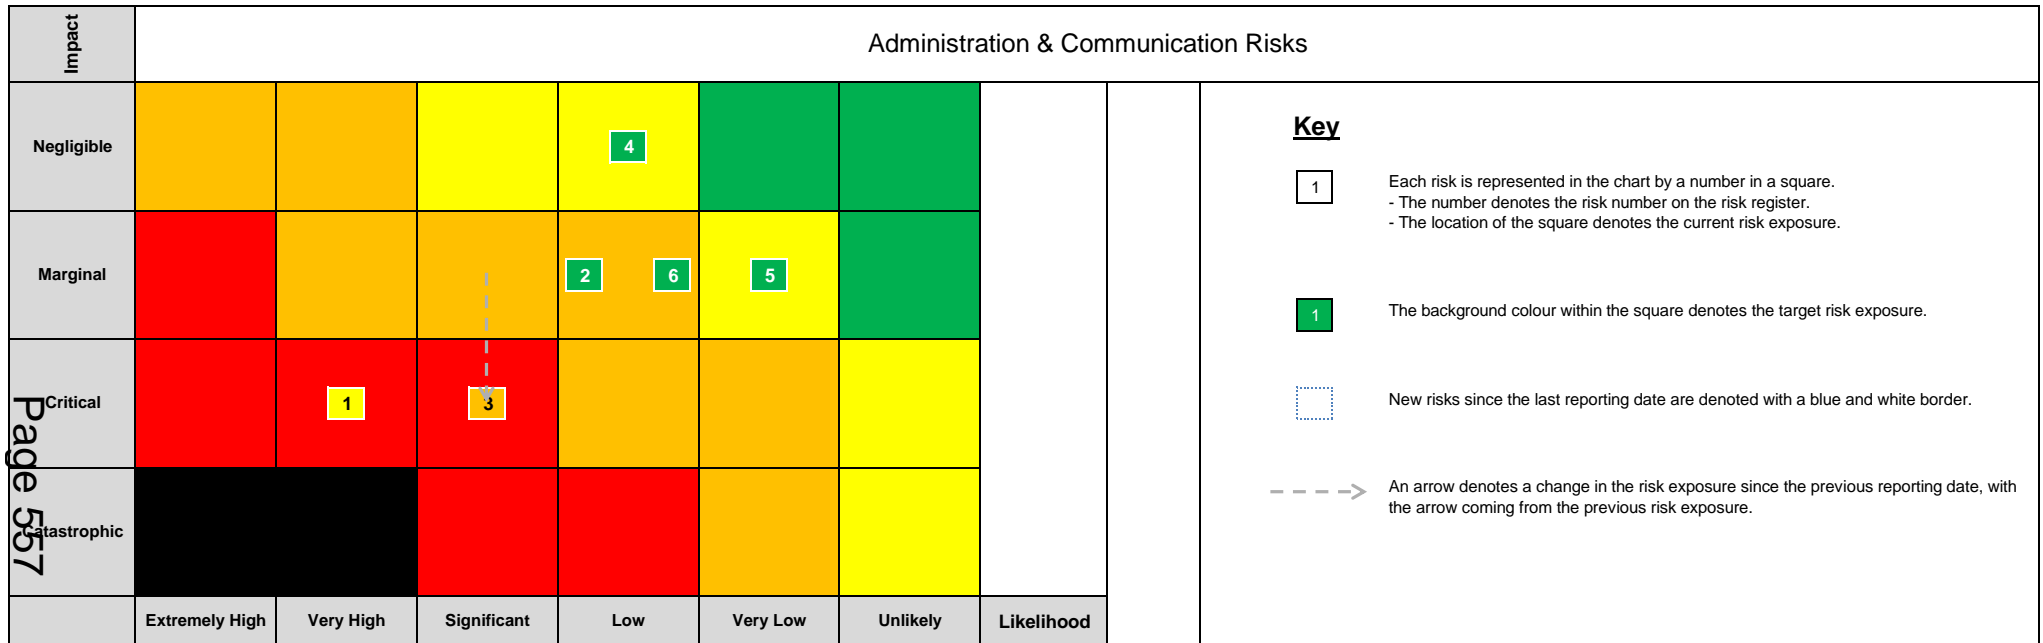 Impact
Administration & Communication Risks
Negligible
4
Marginal
2
6
5
Critical
1
3
Catastrophic
Extremely High
Very High
Significant
Low
Very Low
Unlikely
Likelihood
Page 557
Key
1
Each risk is represented in the chart by a number in a square.
- The number denotes the risk number on the risk register.
- The location of the square denotes the current risk exposure.
1
The background colour within the square denotes the target risk exposure.
New risks since the last reporting date are denoted with a blue and white border.
An arrow denotes a change in the risk exposure since the previous reporting date, with
the arrow coming from the previous risk exposure.